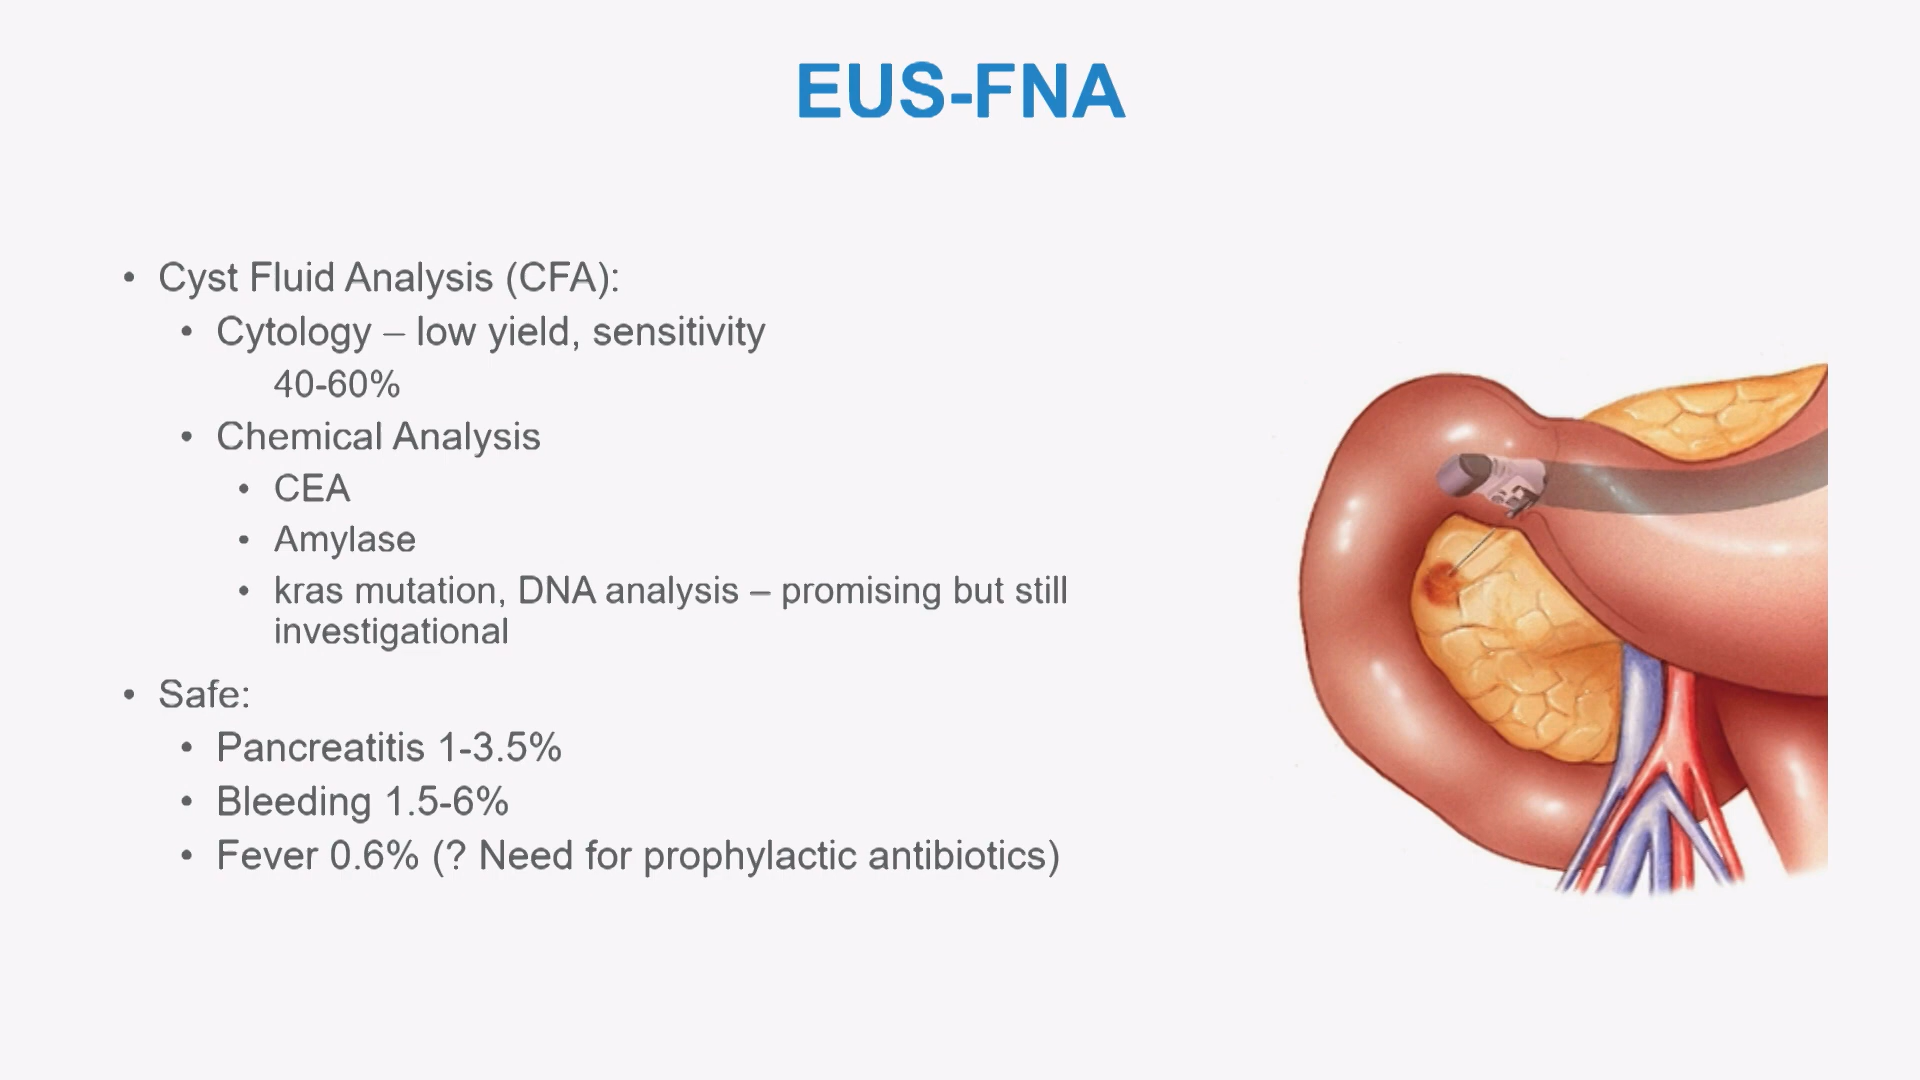 EUS-FNA
• Cyst Fluid Analysis (CFA):
• Cytology – low yield, sensitivity
40-60%
• Chemical Analysis
• CEA
• Amylase
• kras mutation, DNA analysis – promising but still
investigational
• Safe:
• Pancreatitis 1-3.5%
• Bleeding 1.5-6%
• Fever 0.6% (? Need for prophylactic antibiotics)